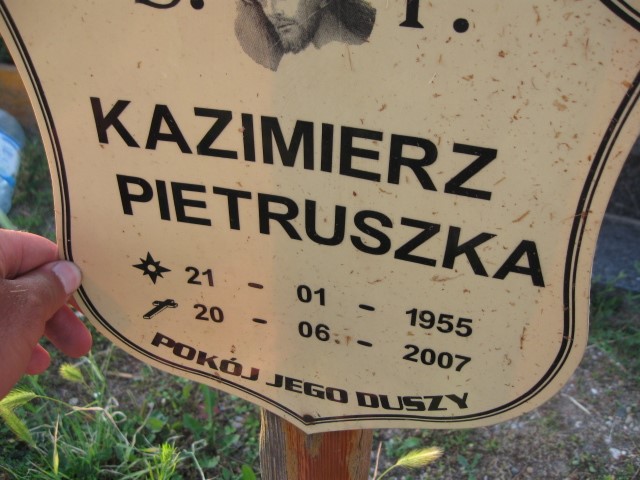 Ś. P.
KAZIMIERZ
PIETRUSZKA
21 - 01 - 1955
20 - 06 - 2007
POKÓJ JEGO DUSZY